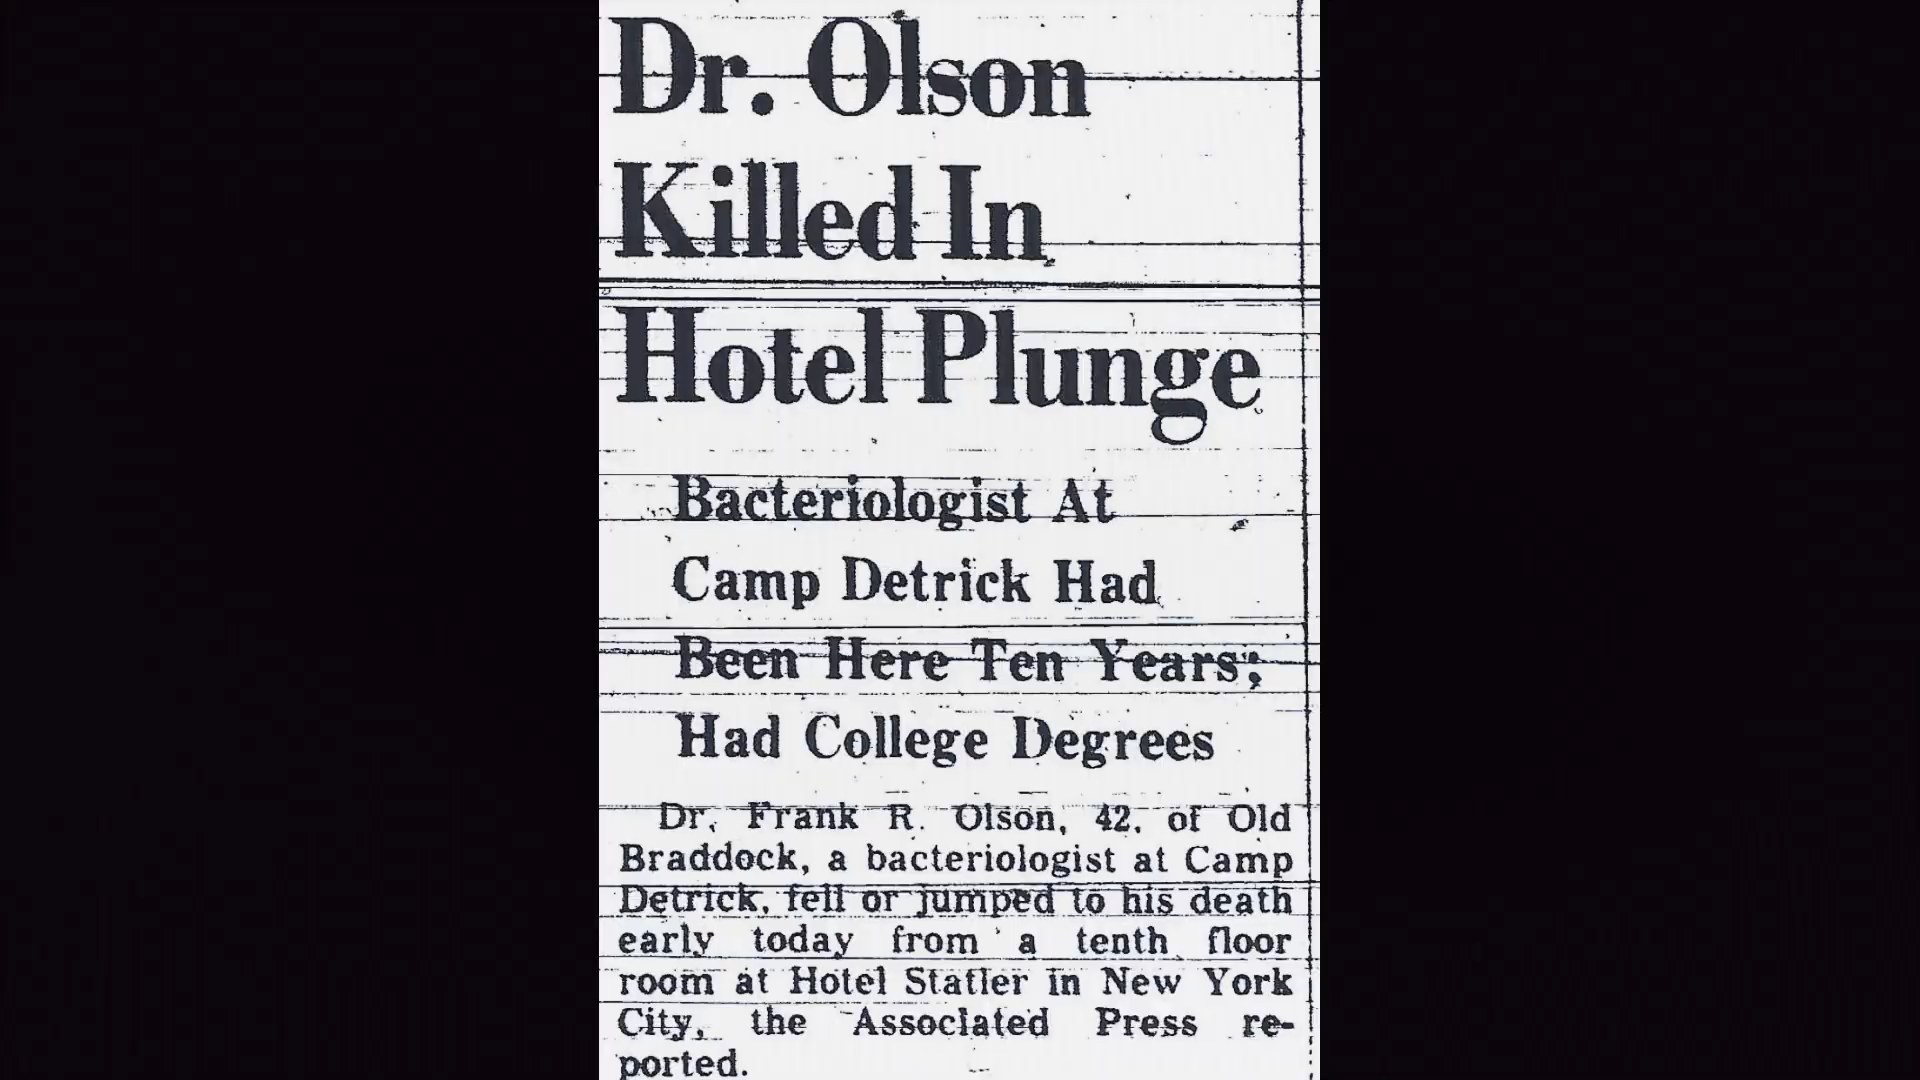 Dr. Olson
Killed In
Hotel Plunge
Bacteriologist At
Camp Detrick Had
Been Here Ten Years;
Had College Degrees
Dr. Frank R. Olson, 42, of Old
Braddock, a bacteriologist at Camp
Detrick, fell or jumped to his death
early today from a tenth floor
room at Hotel Statler in New York
City, the Associated Press re-
ported.